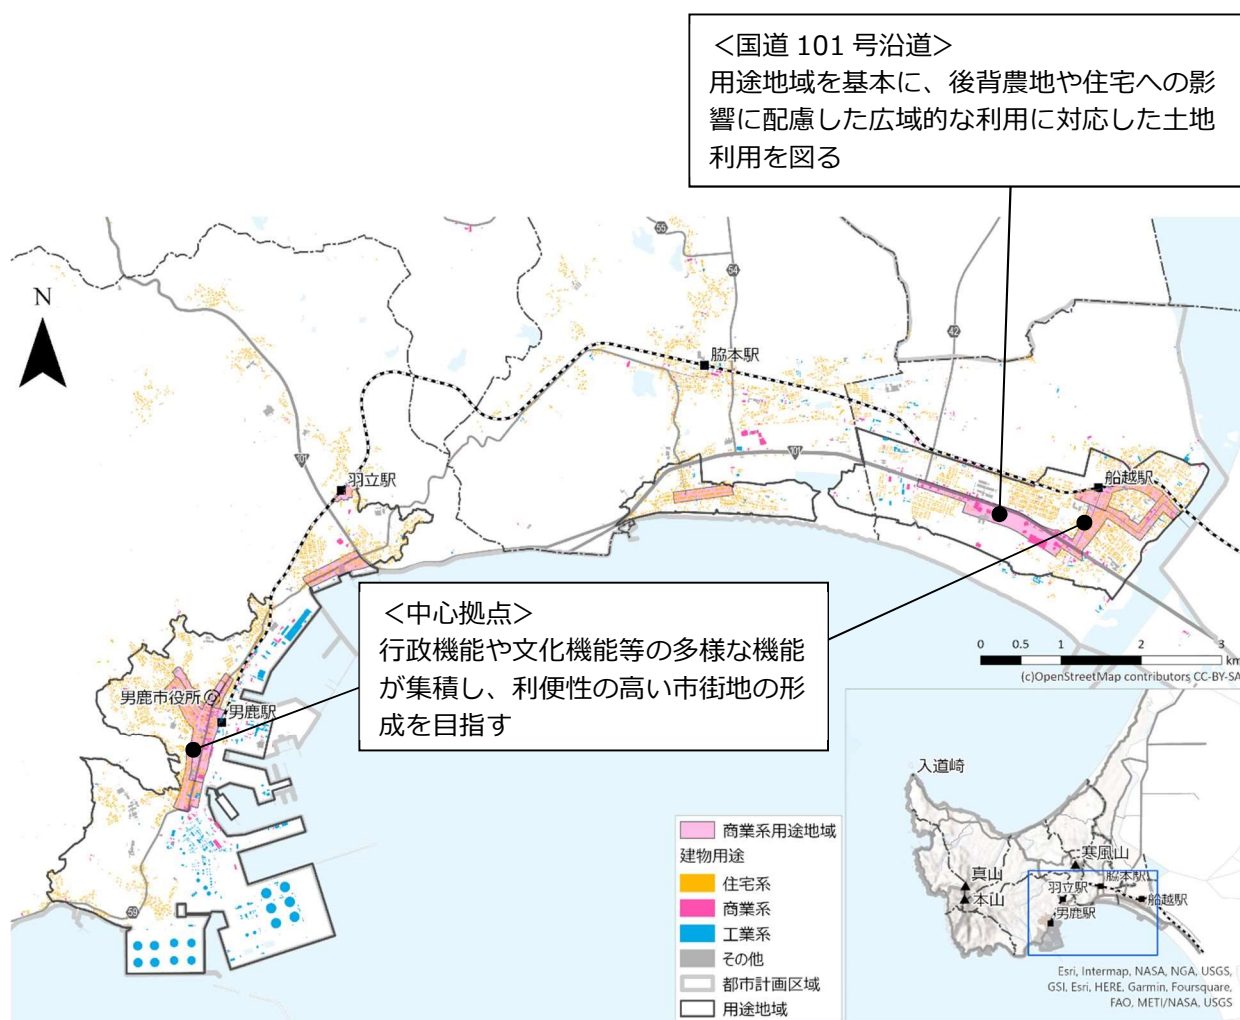 ＜国道 101 号沿道＞
用途地域を基本に、後背農地や住宅への影
響に配慮した広域的な利用に対応した土地
利用を図る
N
55
54
42
脇本駅
101
101
羽立駅
船越駅
＜中心拠点＞
行政機能や文化機能等の多様な機能
が集積し、利便性の高い市街地の形
成を目指す
0 0.5 1 2 3
km
(c)OpenStreetMap contributors CC-BY-SA
男鹿市役所
男鹿駅
59
商業系用途地域
建物用途
住宅系
商業系
工業系
その他
都市計画区域
用途地域
入道崎
寒風山
真山
本山
羽立駅
脇本駅
船越駅
男鹿駅
Esri, Intermap, NASA, NGA, USGS,
GSI, Esri, HERE, Garmin, Foursquare,
FAO, METI/NASA, USGS